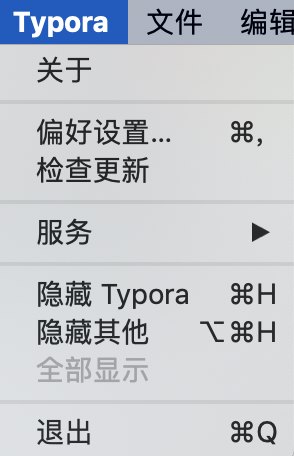 Typora 文件 编辑
关于
偏好设置... ⌘,
检查更新
服务 ▶
隐藏 Typora ⌘H
隐藏其他 ⌥⌘H
全部显示
退出 ⌘Q